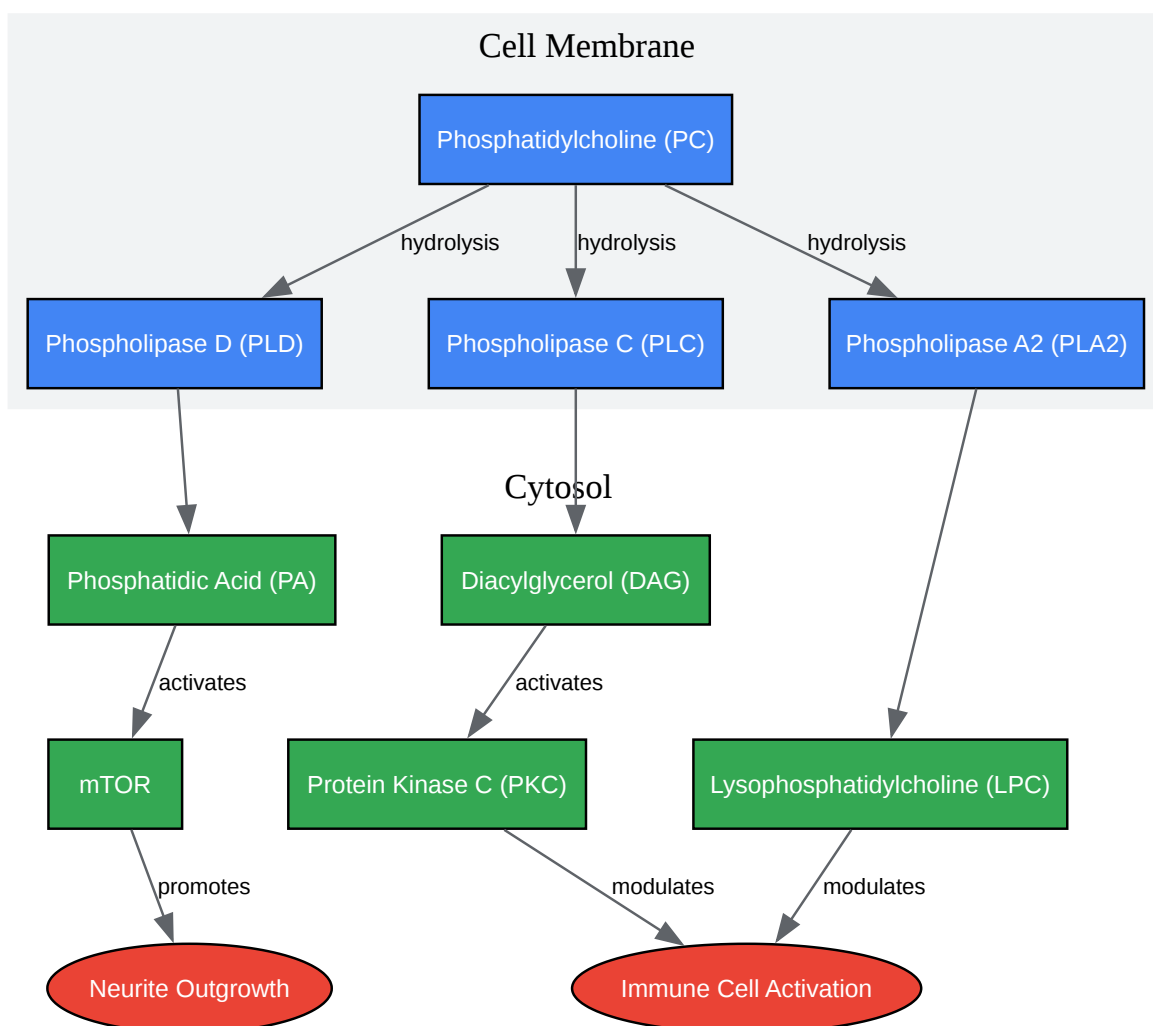 Cell Membrane
Phosphatidylcholine (PC)
hydrolysis
hydrolysis
hydrolysis
Phospholipase D (PLD)
Phospholipase C (PLC)
Phospholipase A2 (PLA2)
Cytosol
Phosphatidic Acid (PA)
Diacylglycerol (DAG)
activates
activates
mTOR
Protein Kinase C (PKC)
Lysophosphatidylcholine (LPC)
promotes
modulates
modulates
Neurite Outgrowth
Immune Cell Activation